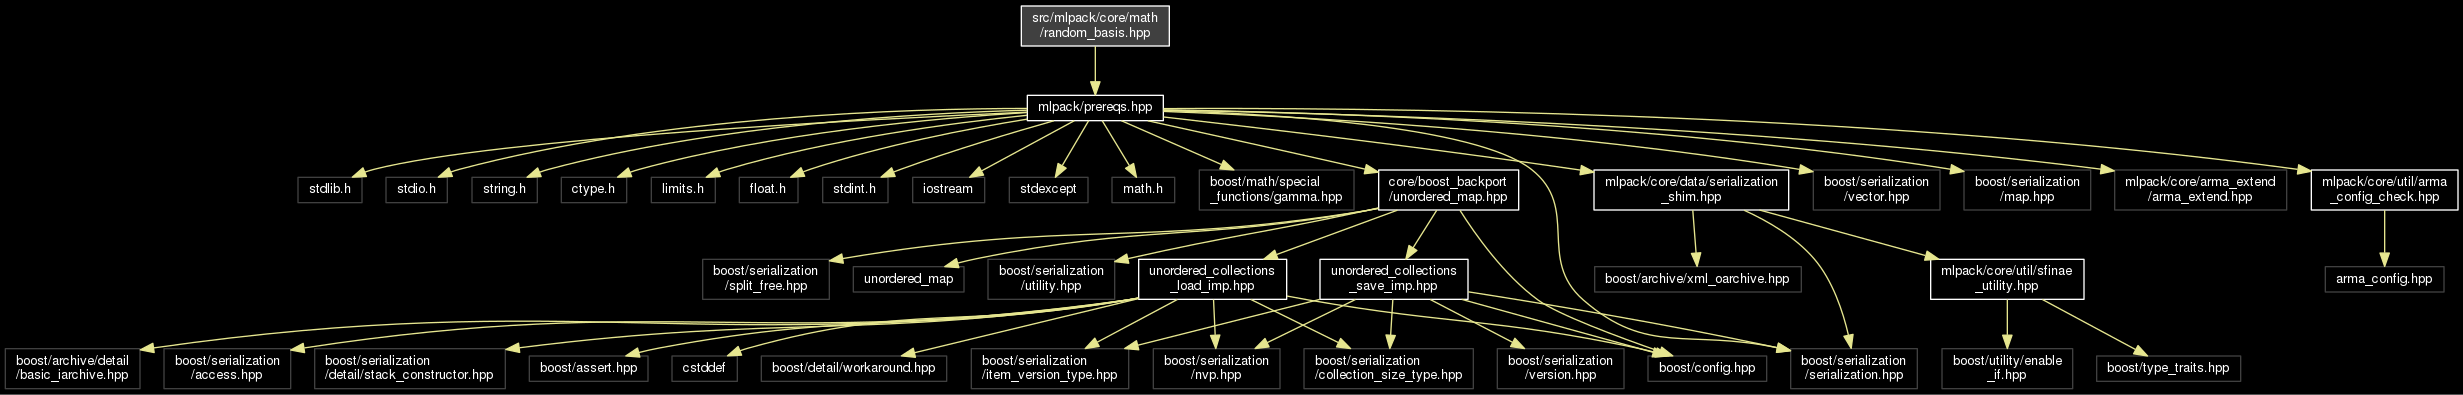 src/mlpack/core/math
/random_basis.hpp
mlpack/prereqs.hpp
stdlib.h
stdio.h
string.h
ctype.h
limits.h
float.h
stdint.h
iostream
stdexcept
math.h
boost/math/special
_functions/gamma.hpp
core/boost_backport
/unordered_map.hpp
mlpack/core/data/serialization
_shim.hpp
boost/serialization
/vector.hpp
boost/serialization
/map.hpp
mlpack/core/arma_extend
/arma_extend.hpp
mlpack/core/util/arma
_config_check.hpp
boost/serialization
/split_free.hpp
unordered_map
boost/serialization
/utility.hpp
unordered_collections
_load_imp.hpp
unordered_collections
_save_imp.hpp
boost/archive/xml_oarchive.hpp
mlpack/core/util/sfinae
_utility.hpp
arma_config.hpp
boost/archive/detail
/basic_iarchive.hpp
boost/serialization
/access.hpp
boost/serialization
/detail/stack_constructor.hpp
boost/assert.hpp
cstddef
boost/detail/workaround.hpp
boost/serialization
/item_version_type.hpp
boost/serialization
/nvp.hpp
boost/serialization
/collection_size_type.hpp
boost/serialization
/version.hpp
boost/config.hpp
boost/serialization
/serialization.hpp
boost/utility/enable
_if.hpp
boost/type_traits.hpp